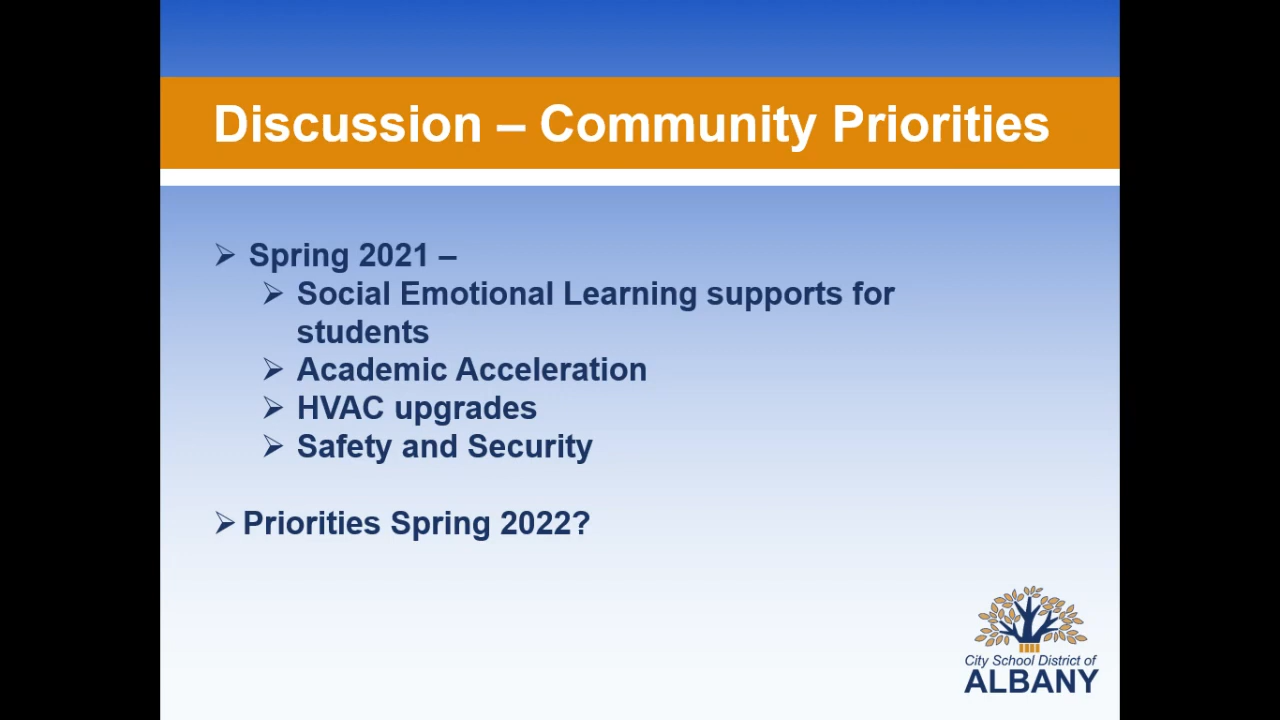 Discussion – Community Priorities
➢ Spring 2021 –
➢ Social Emotional Learning supports for
students
➢ Academic Acceleration
➢ HVAC upgrades
➢ Safety and Security
➢ Priorities Spring 2022?
City School District of
ALBANY